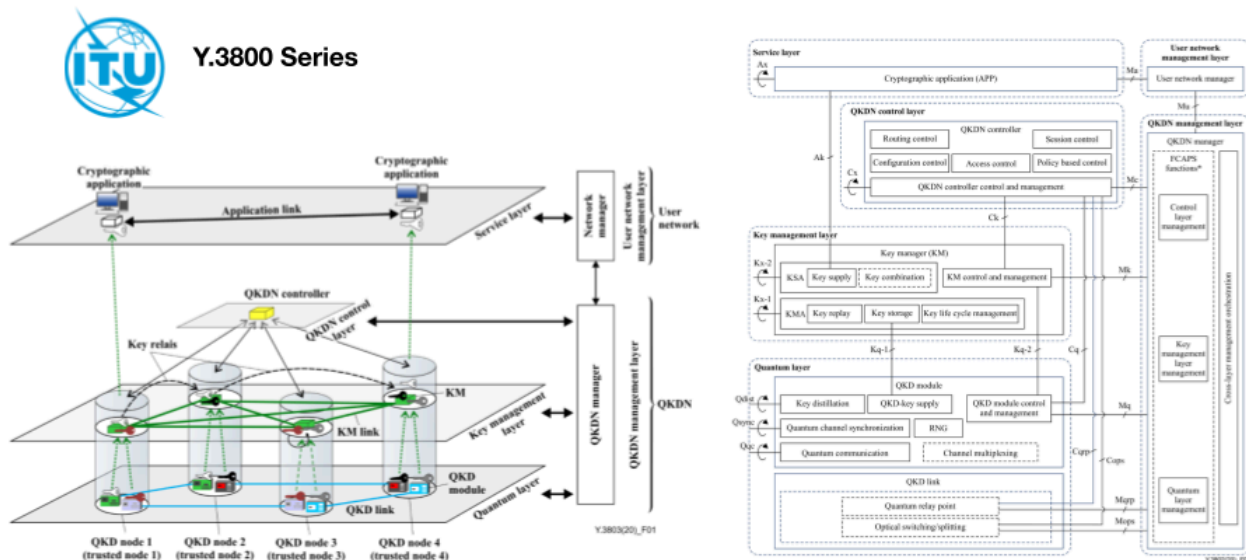 ITU
Y.3800 Series
Cryptographic
application
Cryptographic
application
Application link
Service layer
Network
manager
User network
management layer
User
network
QKDN controller
QKDN control
layer
Key relais
KM
KM link
Key management
layer
QKD
module
QKD link
Quantum layer
QKDN manager
QKDN management layer
QKDN
Y.3803(20)_F01
QKD node 1
(trusted node 1)
QKD node 2
(trusted node 2)
QKD node 3
(trusted node 3)
QKD node 4
(trusted node 4)
Service layer
Ax
Cryptographic application (APP)
Ma
User network
management layer
User network manager
Mu
QKDN control layer
QKDN controller
Routing control
Session control
Configuration control
Access control
Policy based control
Cx
QKDN controller control and management
Ak
Ck
Mc
QKDN management layer
QKDN manager
FCAPS
functions*
Control
layer
management
Key
management
layer
management
Quantum
layer
management
Cross-layer management orchestration
Key management layer
Key manager (KM)
Kx-2
KSA
Key supply
Key combination
KM control and management
Mk
Kx-1
KMA
Key replay
Key storage
Key life cycle management
Kq-1
Kq-2
Cq
Quantum layer
QKD module
Qdist
Key distillation
QKD-key supply
QKD module control
and management
Mq
Qsync
Quantum channel synchronization
RNG
Qqc
Quantum communication
Channel multiplexing
Cqrp
Cops
QKD link
Quantum relay point
Mqrp
Optical switching/splitting
Mops